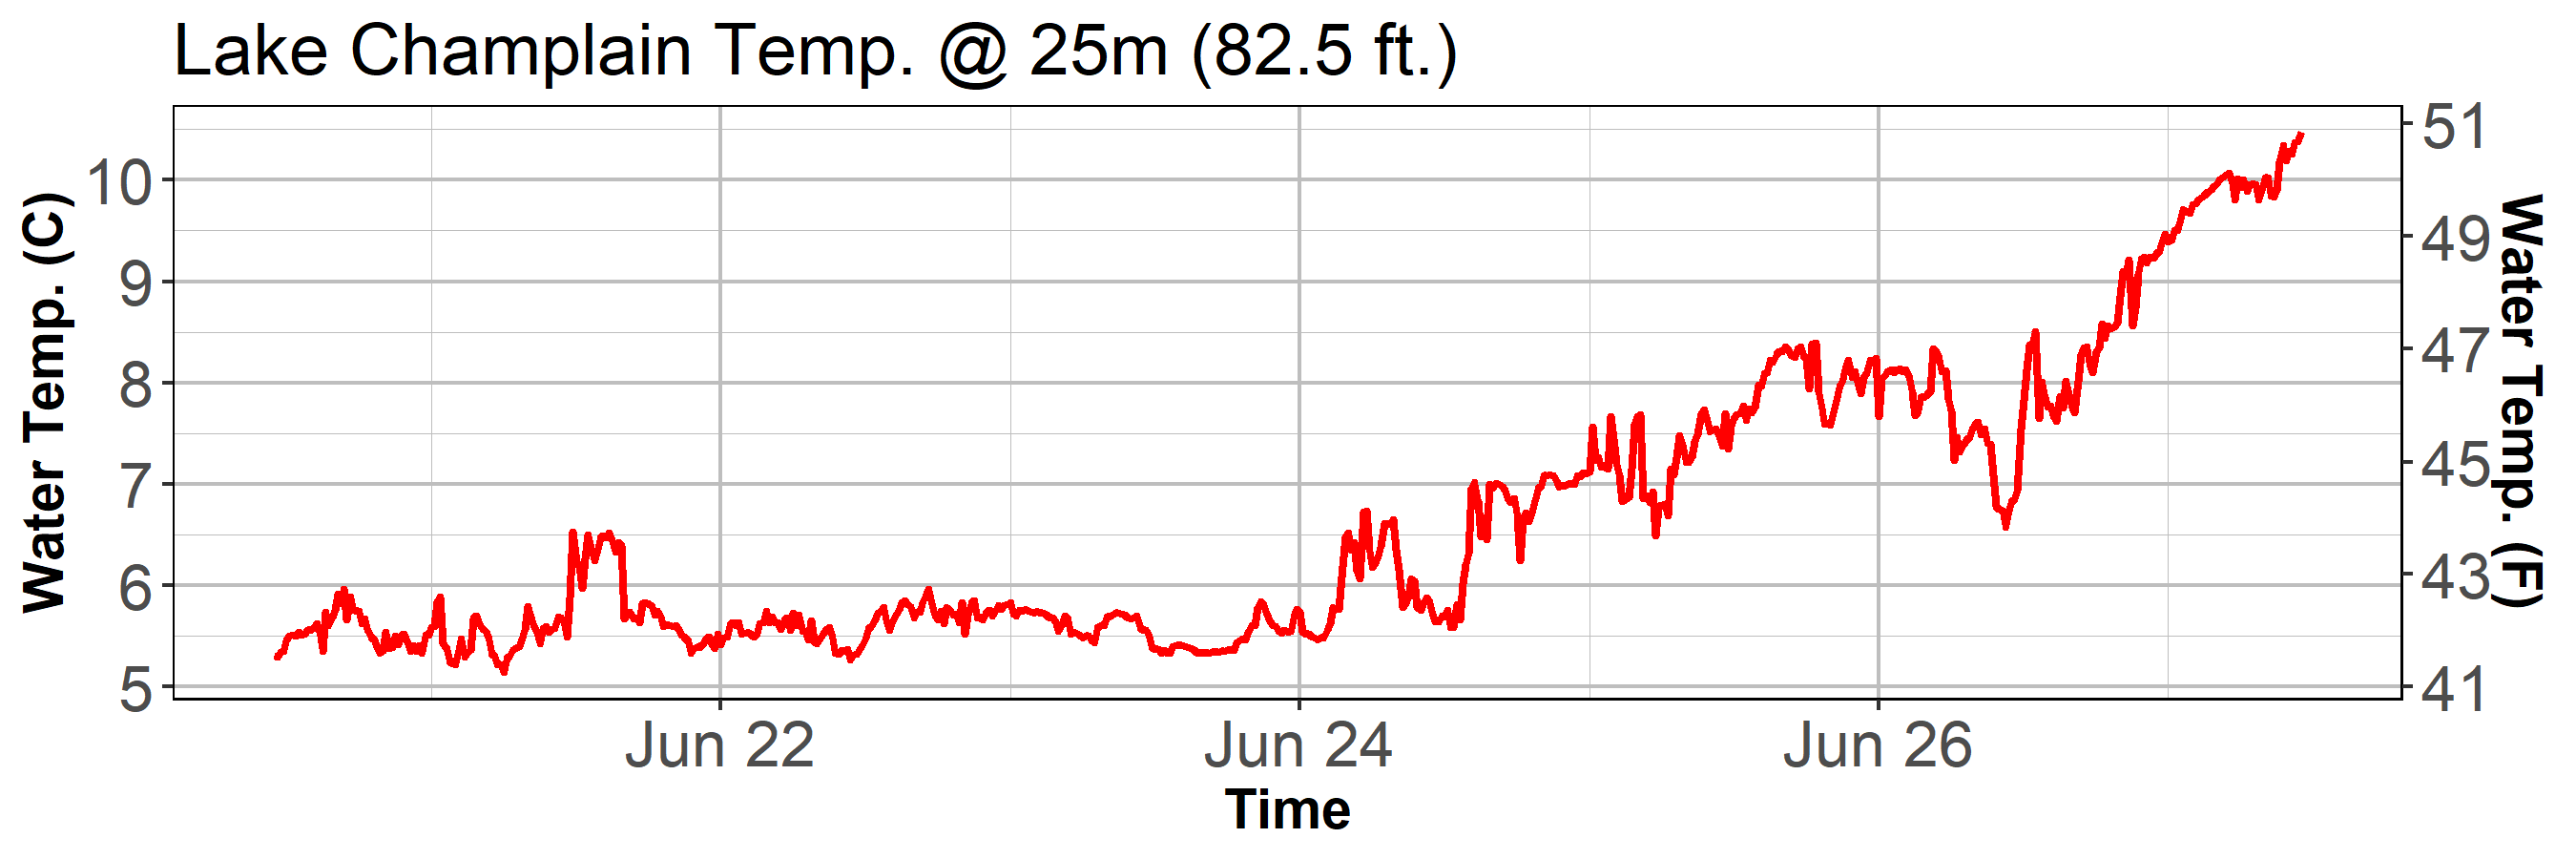 Lake Champlain Temp. @ 25m (82.5 ft.)
Water Temp. (C)
10
9
8
7
6
5
51
49
47
45
43
41
Water Temp. (F)
Jun 22 Jun 24 Jun 26
Time